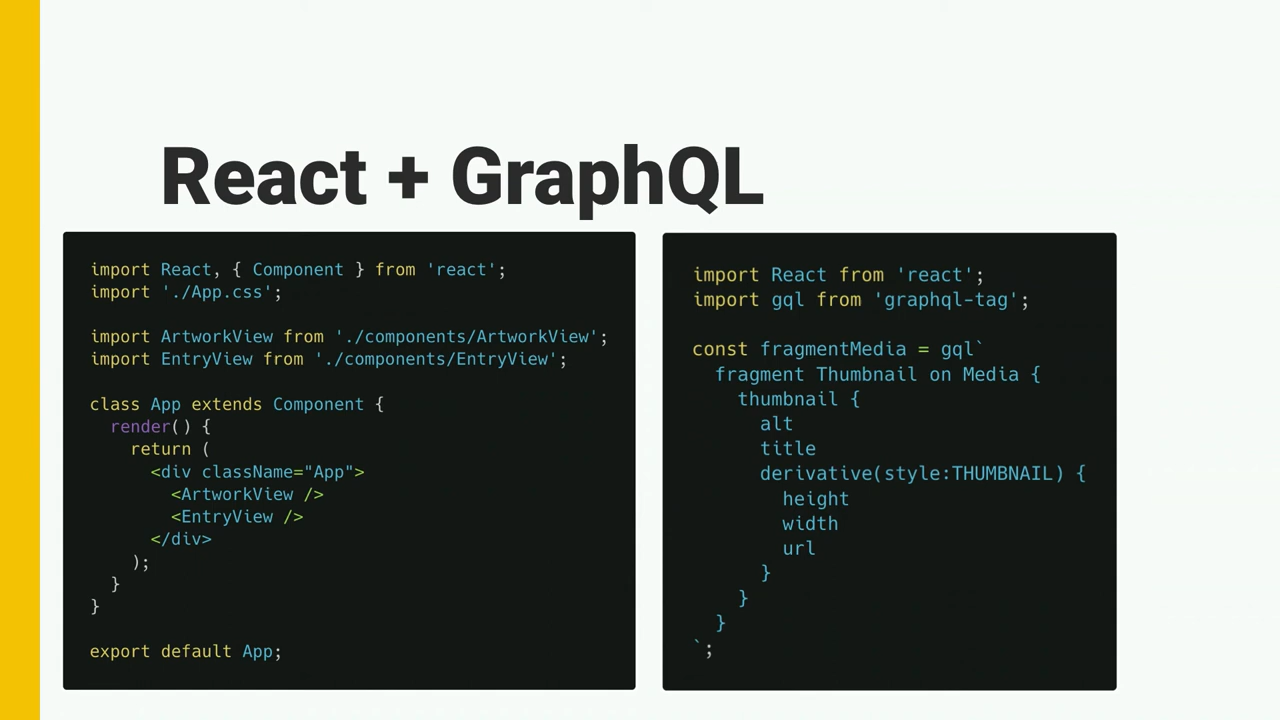 React + GraphQL
import React, { Component } from 'react';
import './App.css';
import ArtworkView from './components/ArtworkView';
import EntryView from './components/EntryView';
class App extends Component {
render() {
return (
<div className="App">
<ArtworkView />
<EntryView />
</div>
);
}
}
export default App;
import React from 'react';
import gql from 'graphql-tag';
const fragmentMedia = gql`
fragment Thumbnail on Media {
thumbnail {
alt
title
derivative(style:THUMBNAIL) {
height
width
url
}
}
}
`;